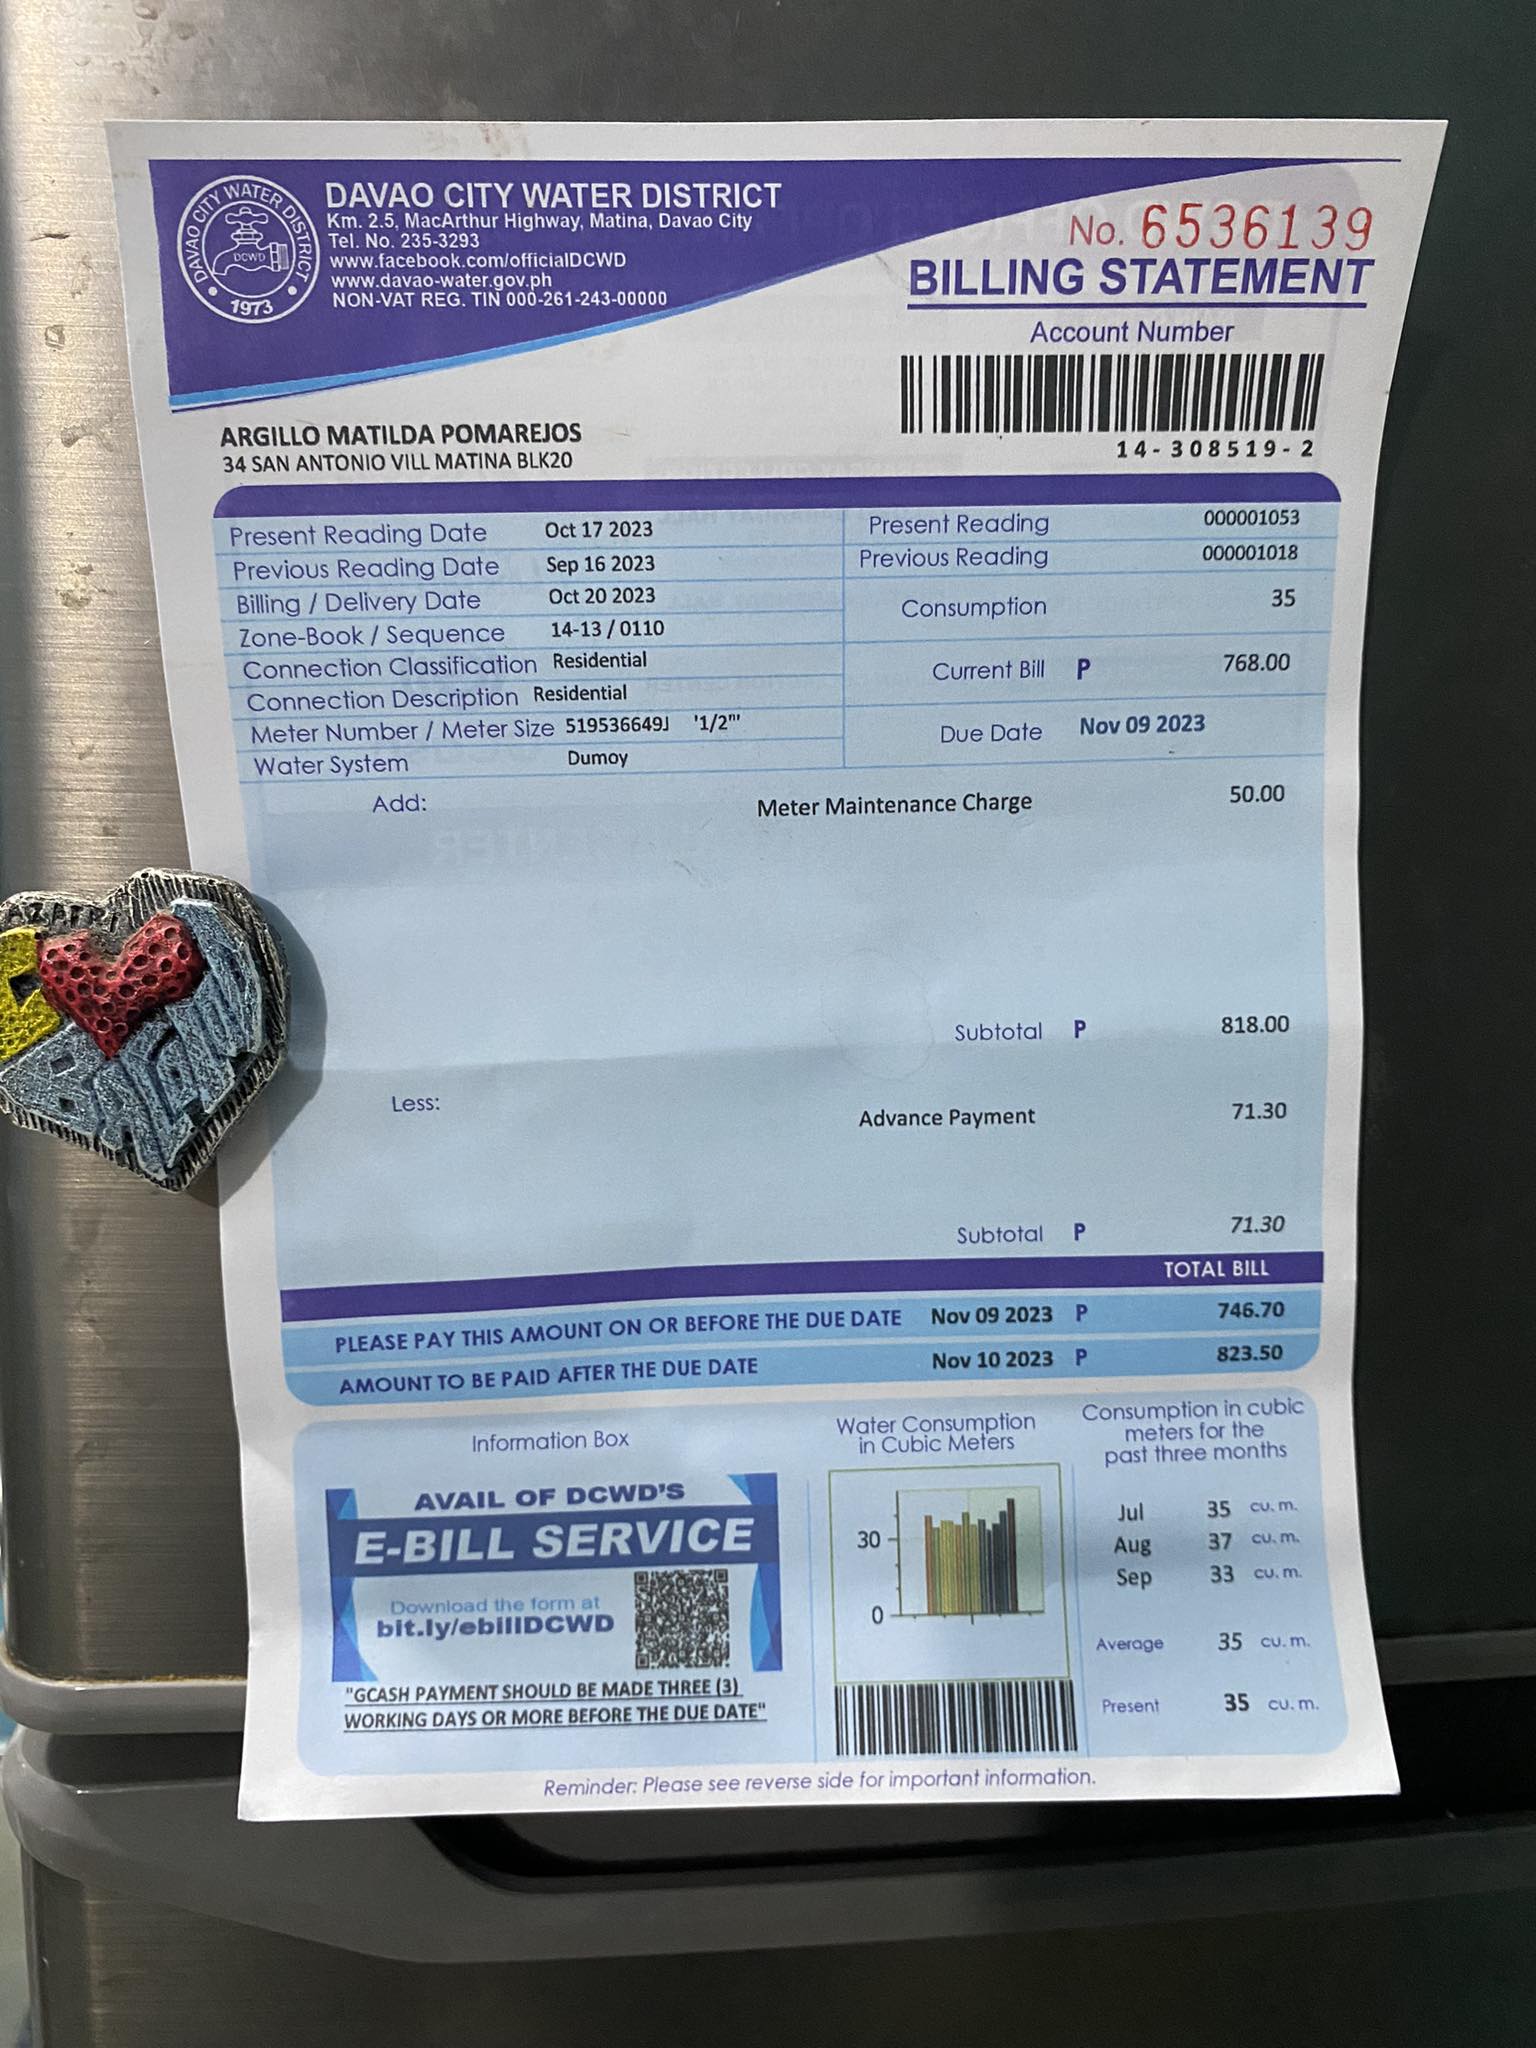 DAVAO CITY WATER DISTRICT
DCWD
1973
DAVAO CITY WATER DISTRICT
Km. 2.5, MacArthur Highway, Matina, Davao City
Tel. No. 235-3293
www.facebook.com/officialDCWD
www.davao-water.gov.ph
NON-VAT REG. TIN 000-261-243-00000
No. 6536139
BILLING STATEMENT
Account Number
14-308519-2
ARGILLO MATILDA POMAREJOS
34 SAN ANTONIO VILL MATINA BLK20
Present Reading Date Oct 17 2023
Previous Reading Date Sep 16 2023
Billing / Delivery Date Oct 20 2023
Zone-Book / Sequence 14-13 / 0110
Connection Classification Residential
Connection Description Residential
Meter Number / Meter Size 519536649J '1/2"'
Water System Dumoy
Present Reading 000001053
Previous Reading 000001018
Consumption 35
Current Bill P 768.00
Due Date Nov 09 2023
Add: Meter Maintenance Charge 50.00
Subtotal P 818.00
Less: Advance Payment 71.30
Subtotal P 71.30
TOTAL BILL
PLEASE PAY THIS AMOUNT ON OR BEFORE THE DUE DATE Nov 09 2023 P 746.70
AMOUNT TO BE PAID AFTER THE DUE DATE Nov 10 2023 P 823.50
Information Box
AVAIL OF DCWD'S
E-BILL SERVICE
Download the form at
bit.ly/ebillDCWD
"GCASH PAYMENT SHOULD BE MADE THREE (3)
WORKING DAYS OR MORE BEFORE THE DUE DATE"
Water Consumption
in Cubic Meters
30
0
Consumption in cubic
meters for the
past three months
Jul 35 cu. m.
Aug 37 cu. m.
Sep 33 cu. m.
Average 35 cu. m.
Present 35 cu. m.
Reminder: Please see reverse side for important information.